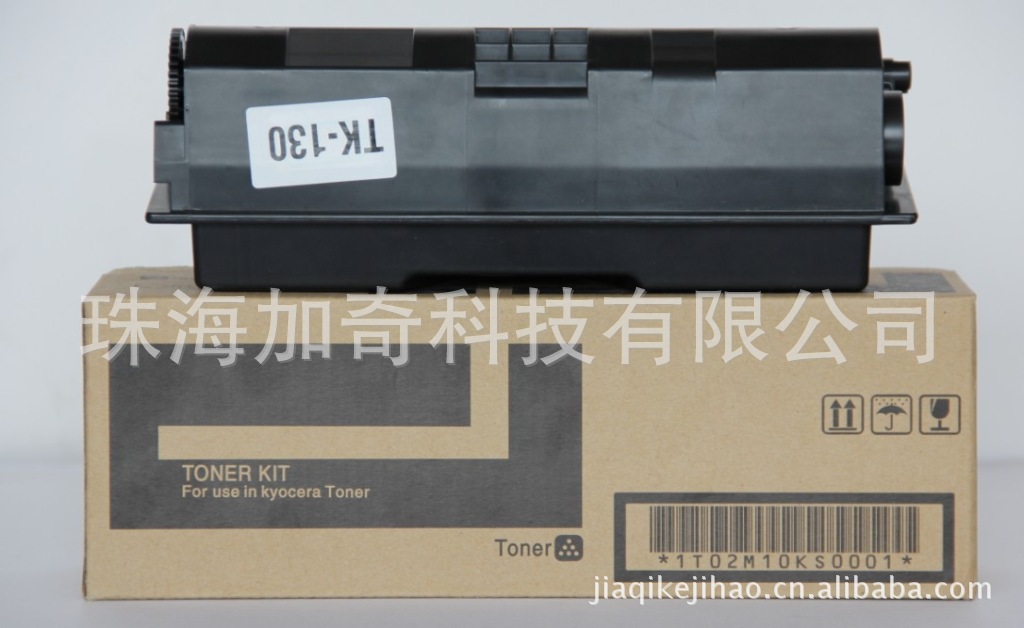 TK-130
珠海加奇科技有限公司
TONER KIT
For use in kyocera Toner
Toner
*1T02M10KS0001*
jiaqikejihao.cn.alibaba.com